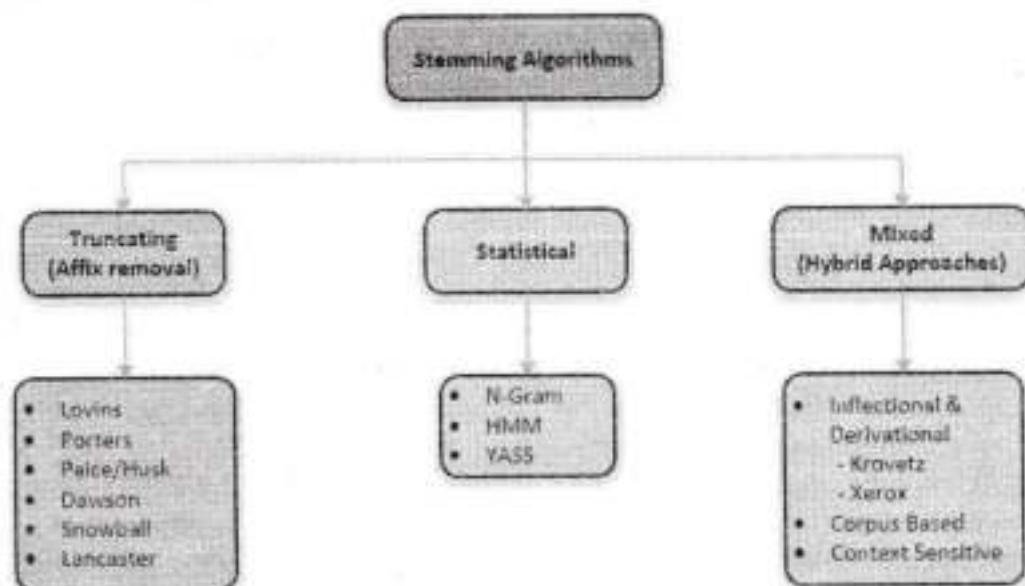 Stemming Algorithms
Truncating
(Affix removal)
Statistical
Mixed
(Hybrid Approaches)
• Lovins
• Porters
• Paice/Husk
• Dawson
• Snowball
• Lancaster
• N-Gram
• HMM
• YASS
• Inflectional &
Derivational
- Krovetz
- Xerox
• Corpus Based
• Context Sensitive